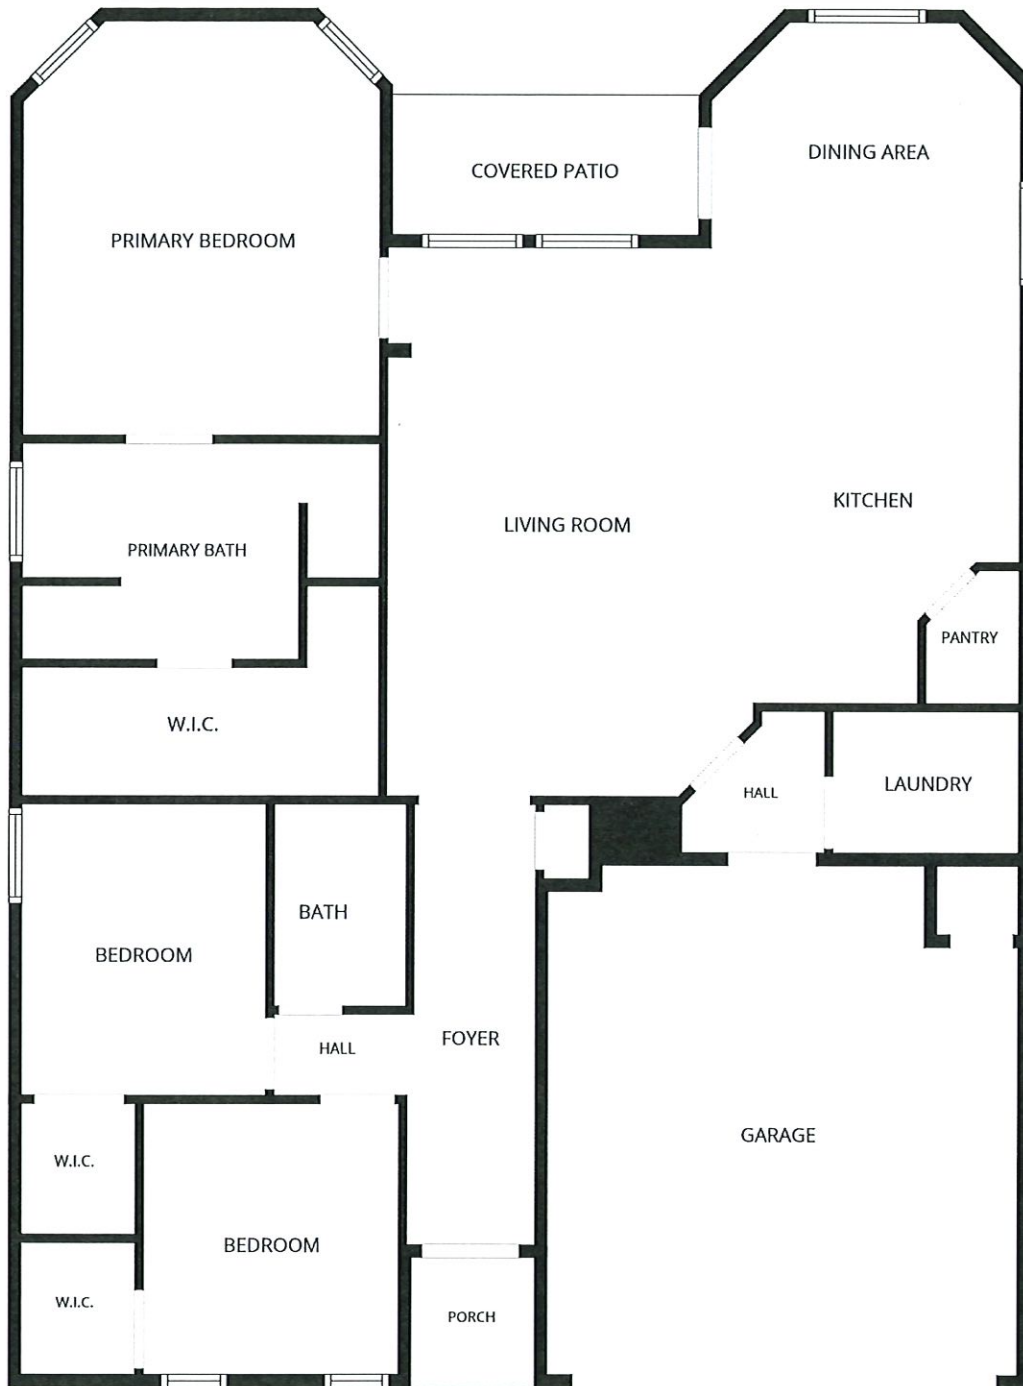 DINING AREA
COVERED PATIO
PRIMARY BEDROOM
KITCHEN
LIVING ROOM
PRIMARY BATH
PANTRY
W.I.C.
LAUNDRY
HALL
BATH
BEDROOM
FOYER
HALL
GARAGE
W.I.C.
BEDROOM
W.I.C.
PORCH